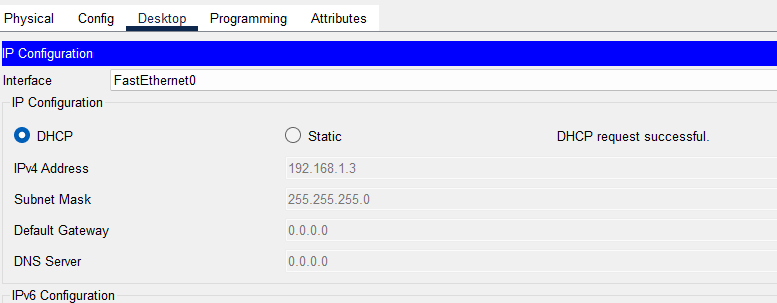 Physical Config Desktop Programming Attributes
IP Configuration
Interface FastEthernet0
IP Configuration
DHCP Static DHCP request successful.
IPv4 Address 192.168.1.3
Subnet Mask 255.255.255.0
Default Gateway 0.0.0.0
DNS Server 0.0.0.0
IPv6 Configuration